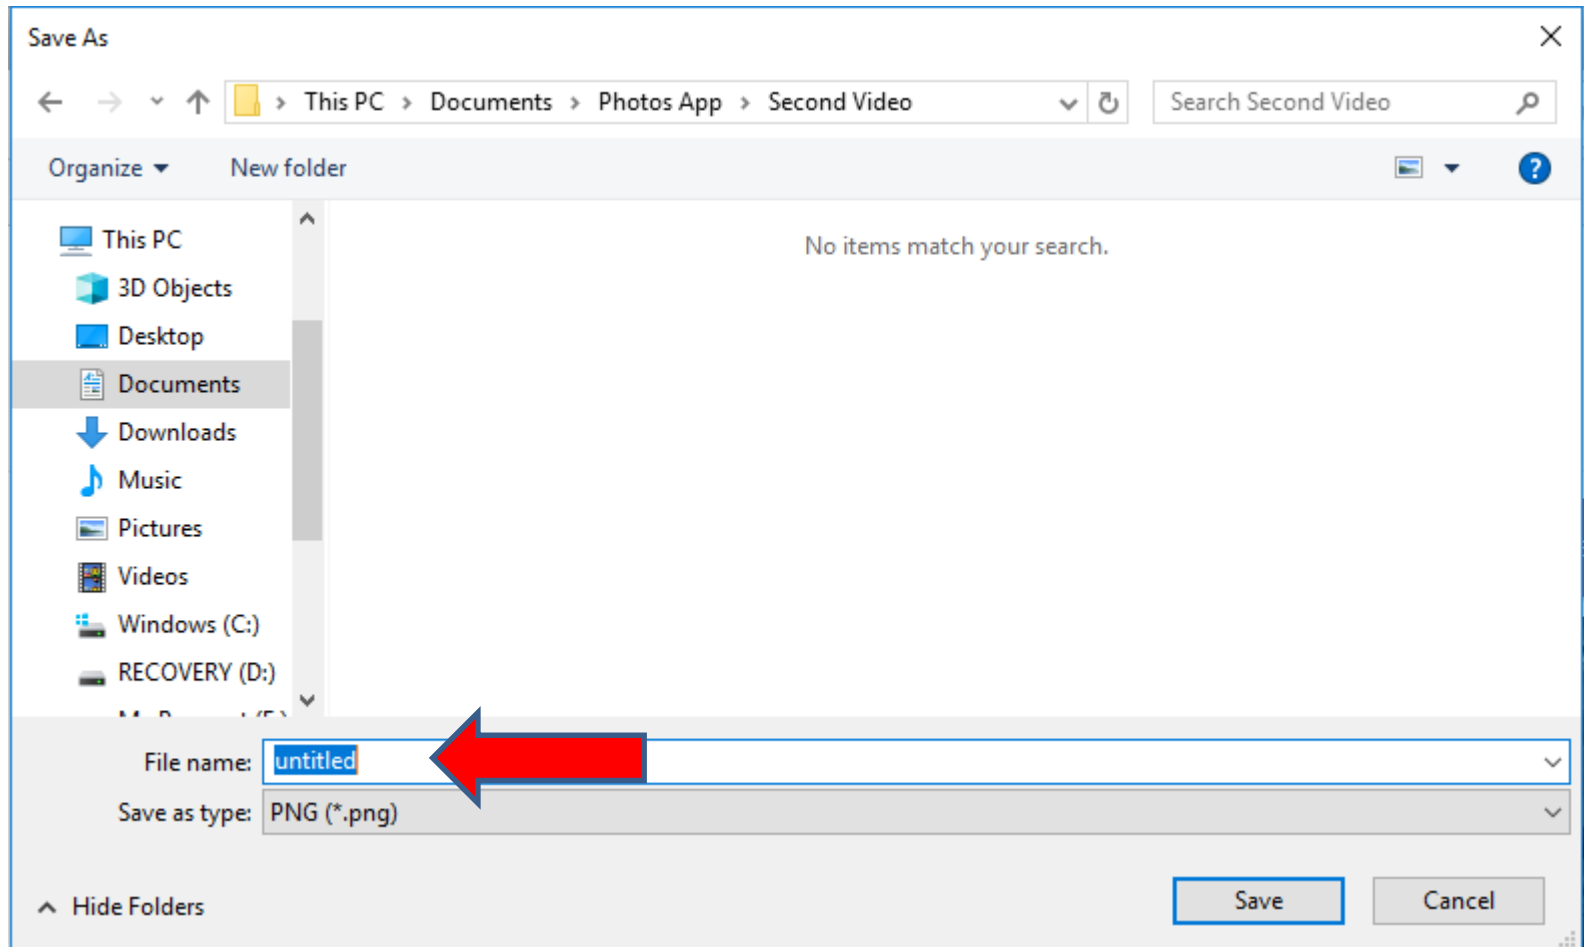 Save As
This PC > Documents > Photos App > Second Video
Search Second Video
Organize
New folder
This PC
3D Objects
Desktop
Documents
Downloads
Music
Pictures
Videos
Windows (C:)
RECOVERY (D:)
No items match your search.
File name: untitled
Save as type: PNG (*.png)
Hide Folders
Save
Cancel